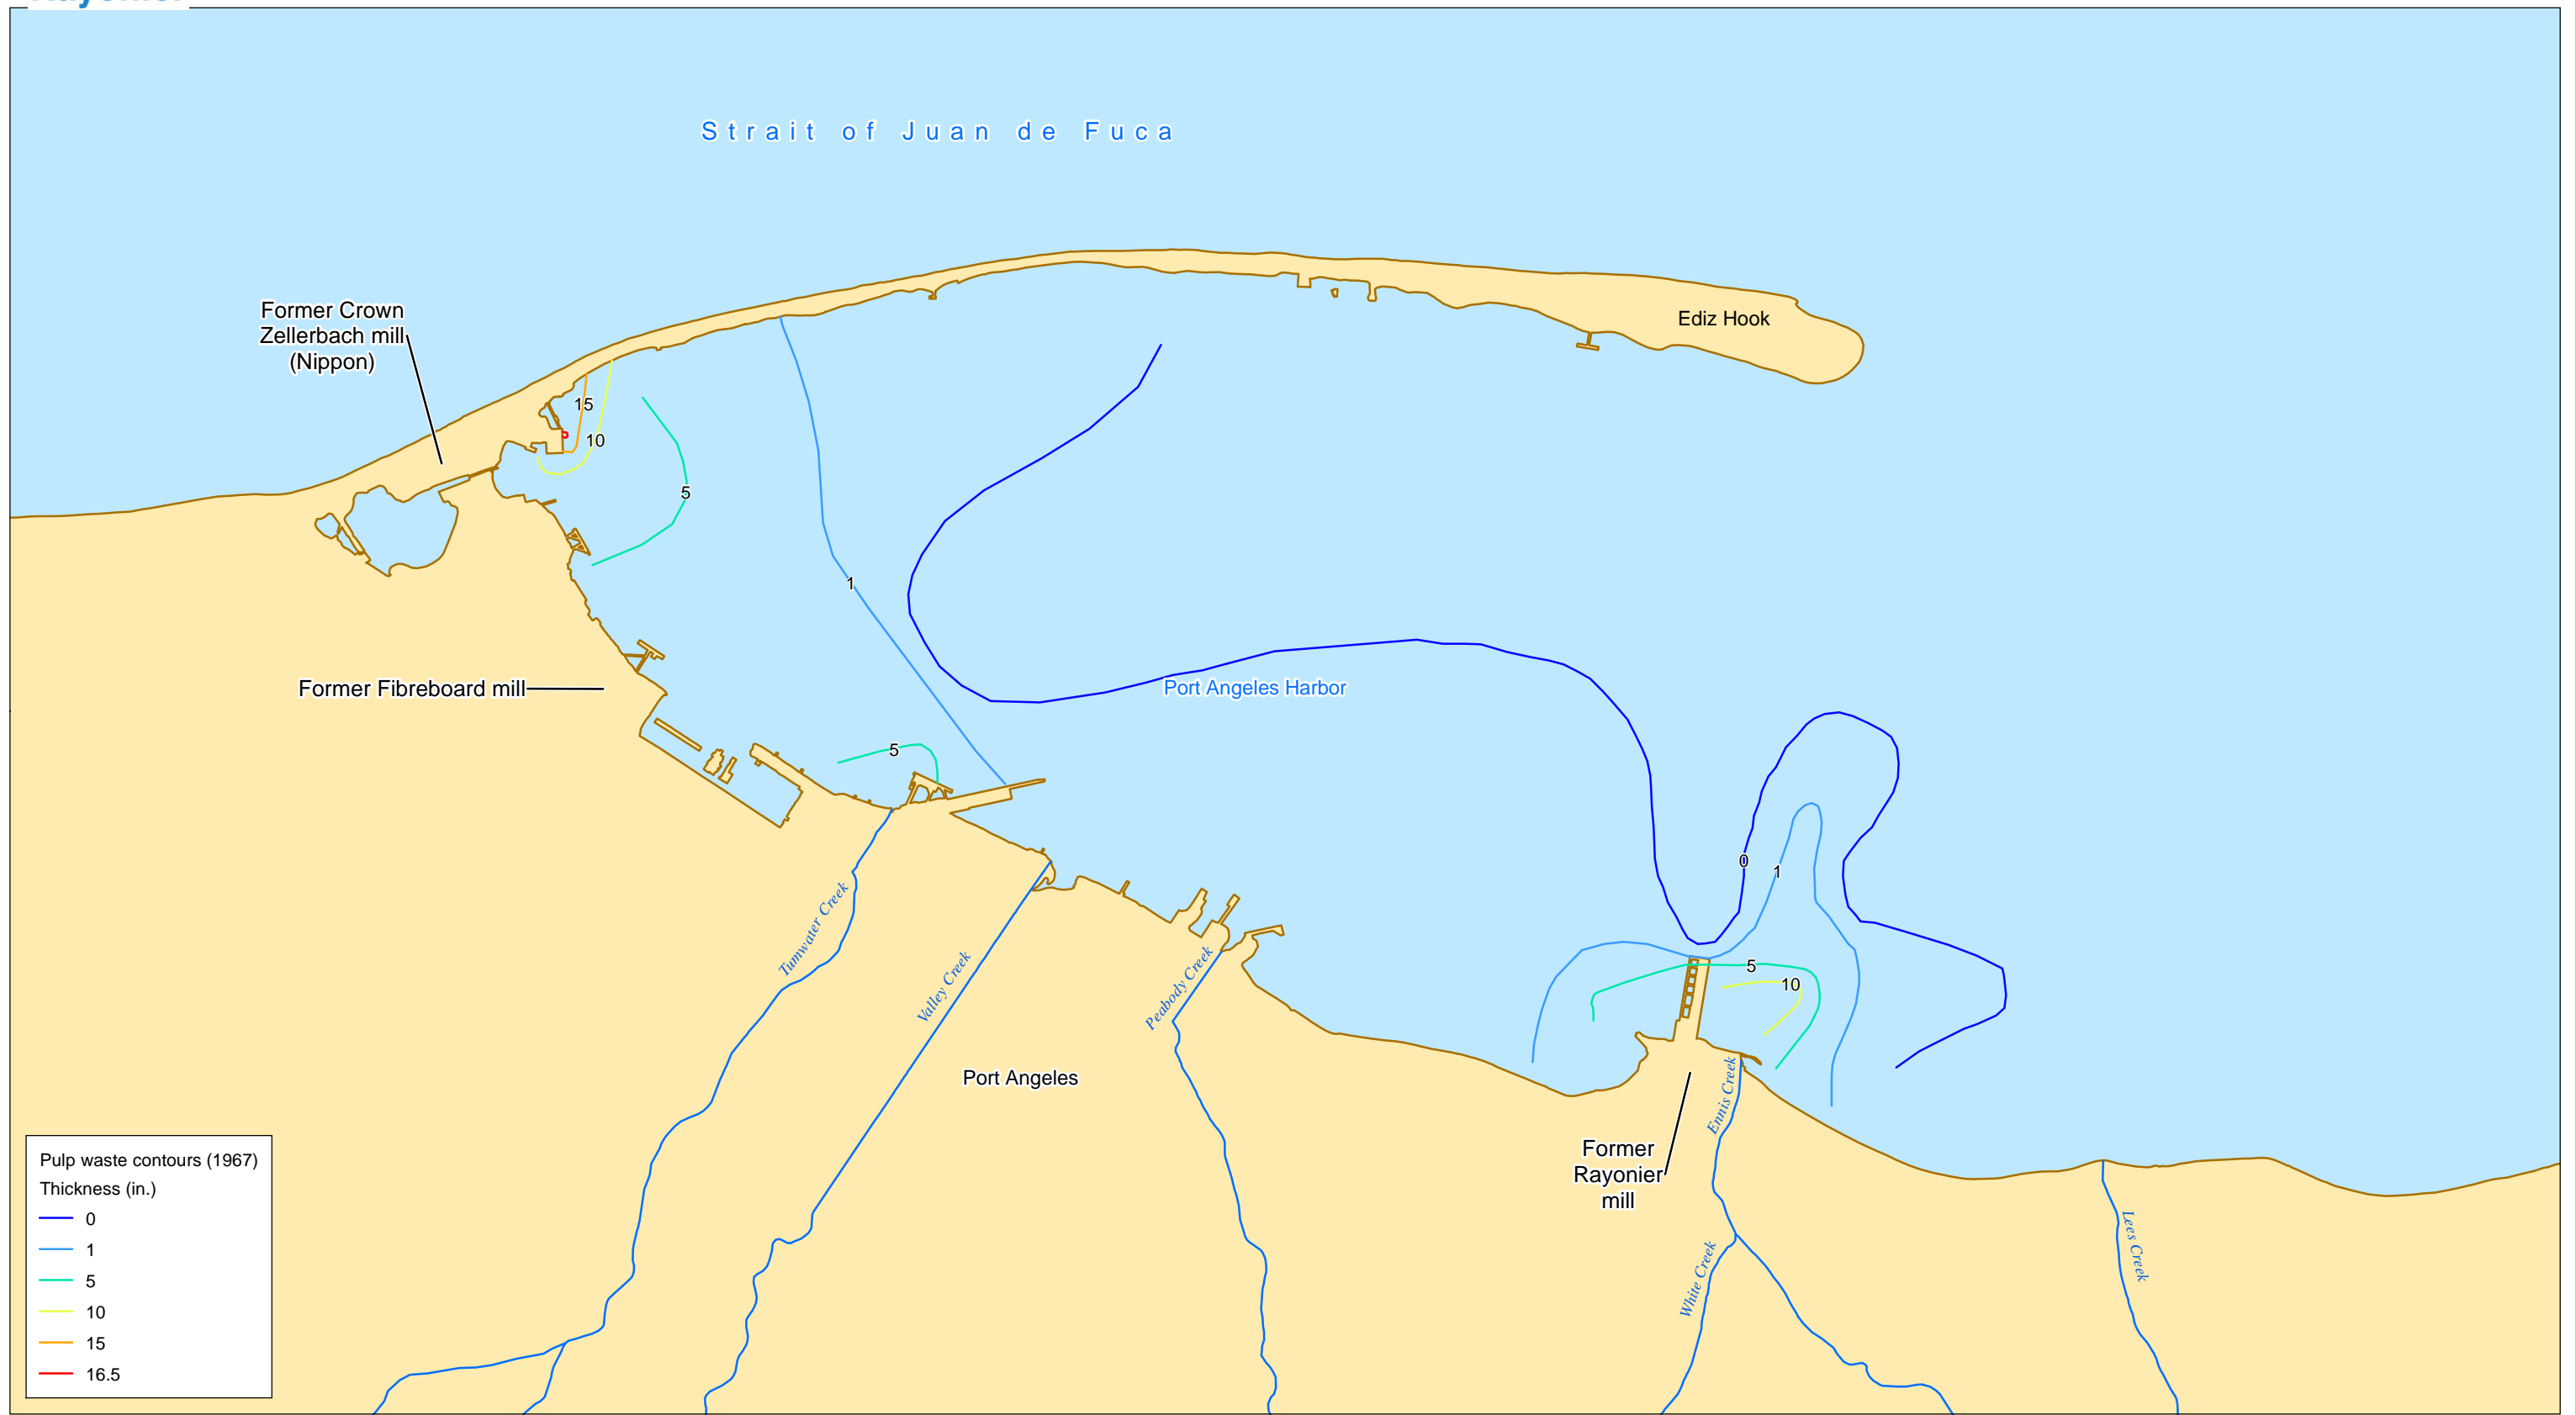 Strait of Juan de Fuca
Former Crown
Zellerbach mill
(Nippon)
Ediz Hook
15
10
5
1
Former Fibreboard mill
Port Angeles Harbor
5
0
1
5
10
Tumwater Creek
Valley Creek
Peabody Creek
Port Angeles
Ennis Creek
Former
Rayonier
mill
White Creek
Lees Creek
Pulp waste contours (1967)
Thickness (in.)
0
1
5
10
15
16.5